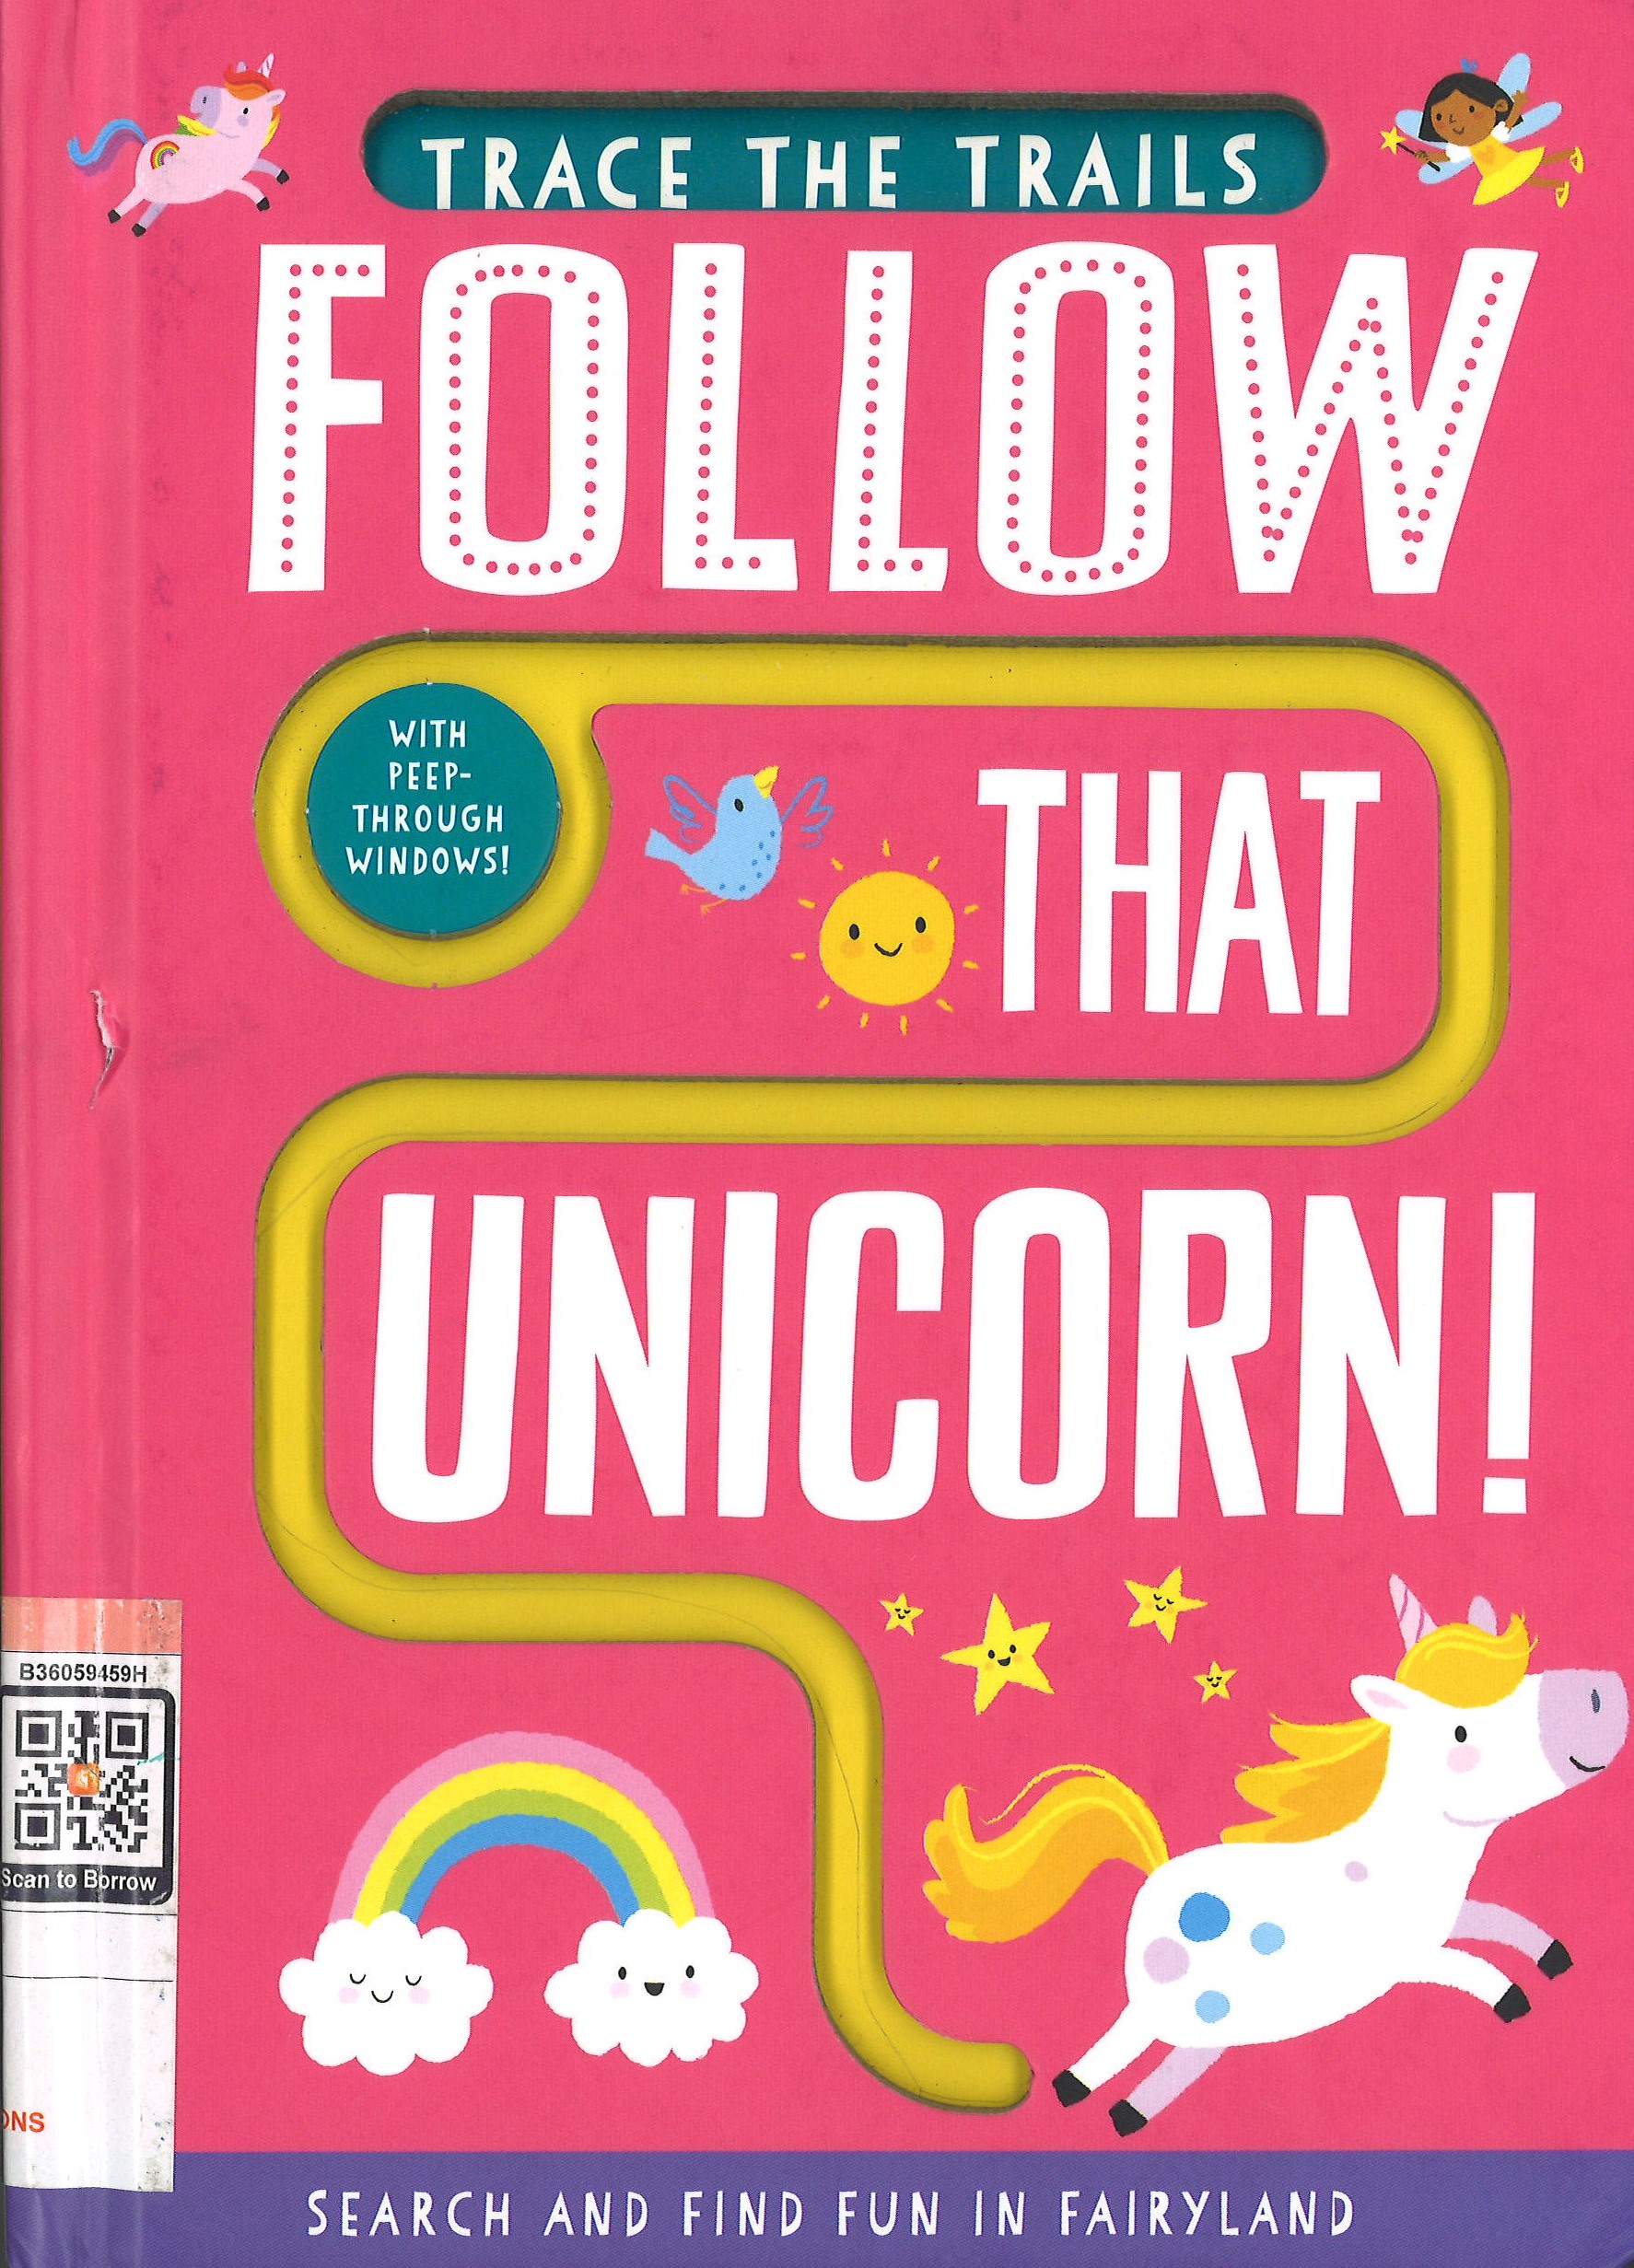 TRACE THE TRAILS
FOLLOW
WITH
PEEP-
THROUGH
WINDOWS!
THAT
UNICORN!
B36059459H
Scan to Borrow
SEARCH AND FIND FUN IN FAIRYLAND